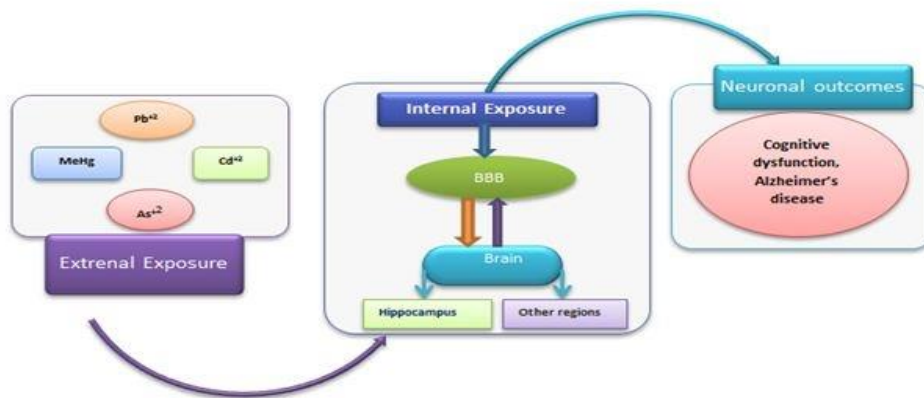 Pb+2
MeHg
Cd+2
As+2
Extrenal Exposure
Internal Exposure
BBB
Brain
Hippocampus
Other regions
Neuronal outcomes
Cognitive
dysfunction,
Alzheimer's
disease